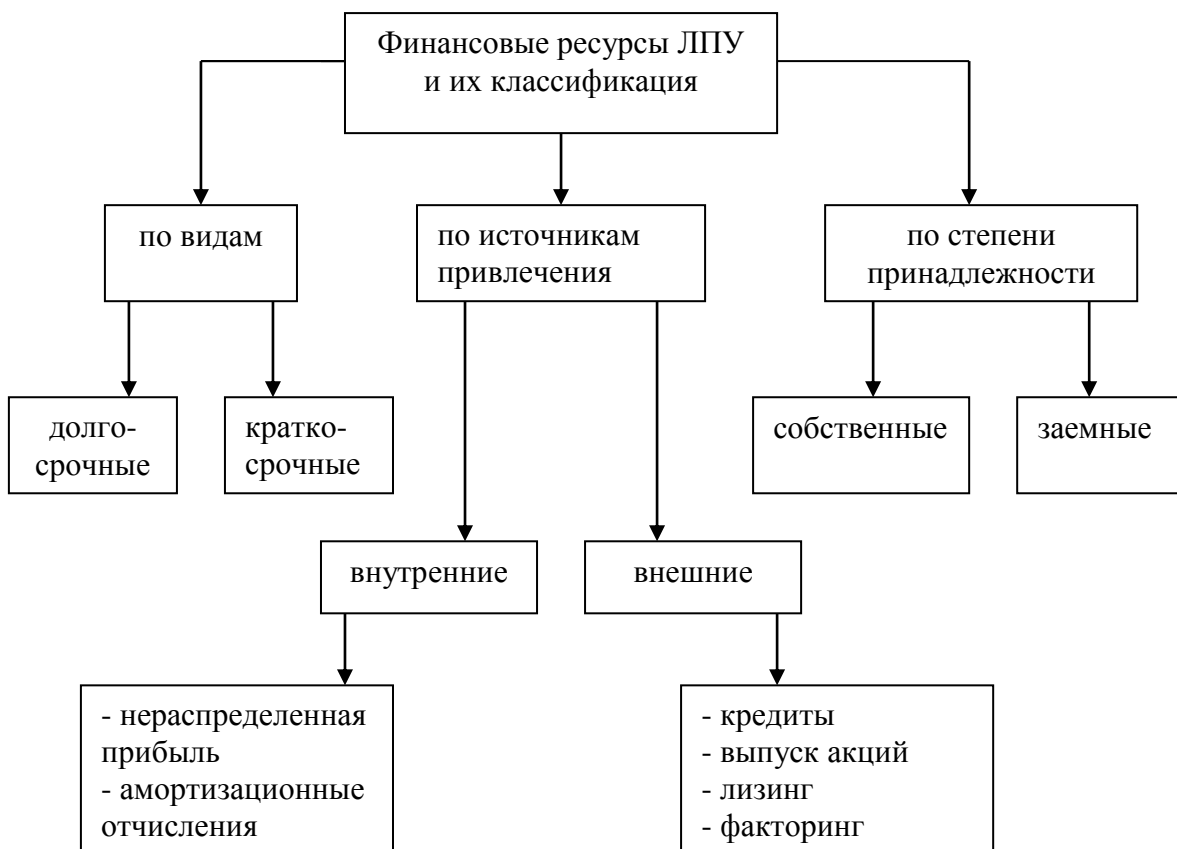 Финансовые ресурсы ЛПУ
и их классификация
по видам
по источникам
привлечения
по степени
принадлежности
долго-
срочные
кратко-
срочные
собственные
заемные
внутренние
внешние
- нераспределенная
прибыль
- амортизационные
отчисления
- кредиты
- выпуск акций
- лизинг
- факторинг